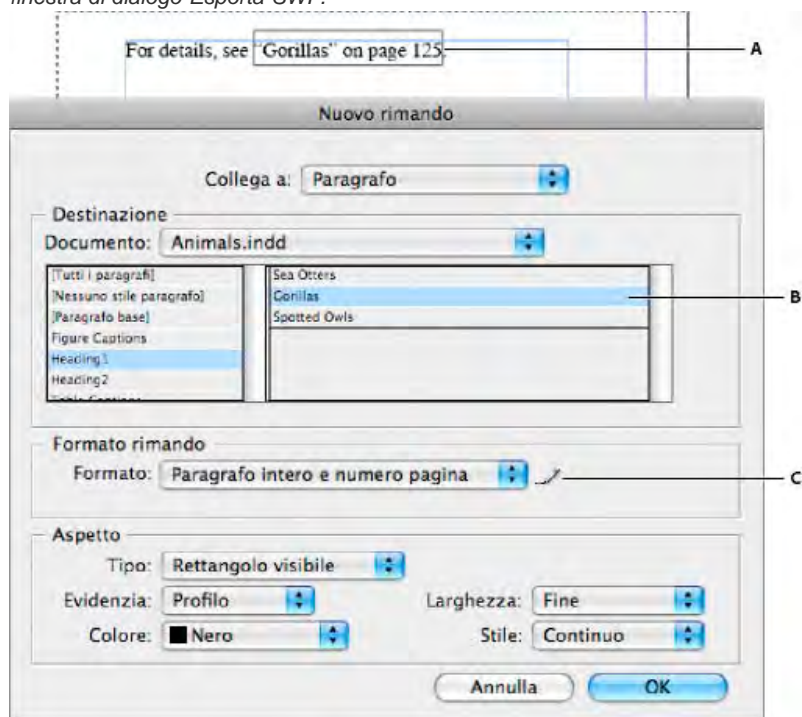 finestra di dialogo Esporta SWF.
For details, see "Gorillas" on page 125.
A
Nuovo rimando
Collega a: Paragrafo
Destinazione
Documento: Animals.indd
[Tutti i paragrafi]
[Nessuno stile paragrafo]
[Paragrafo base]
Figure Captions
Heading1
Heading2
Table Captions
Sea Otters
Gorillas
Spotted Owls
B
Formato rimando
Formato: Paragrafo intero e numero pagina
C
Aspetto
Tipo: Rettangolo visibile
Evidenzia: Profilo
Larghezza: Fine
Colore: Nero
Stile: Continuo
Annulla
OK